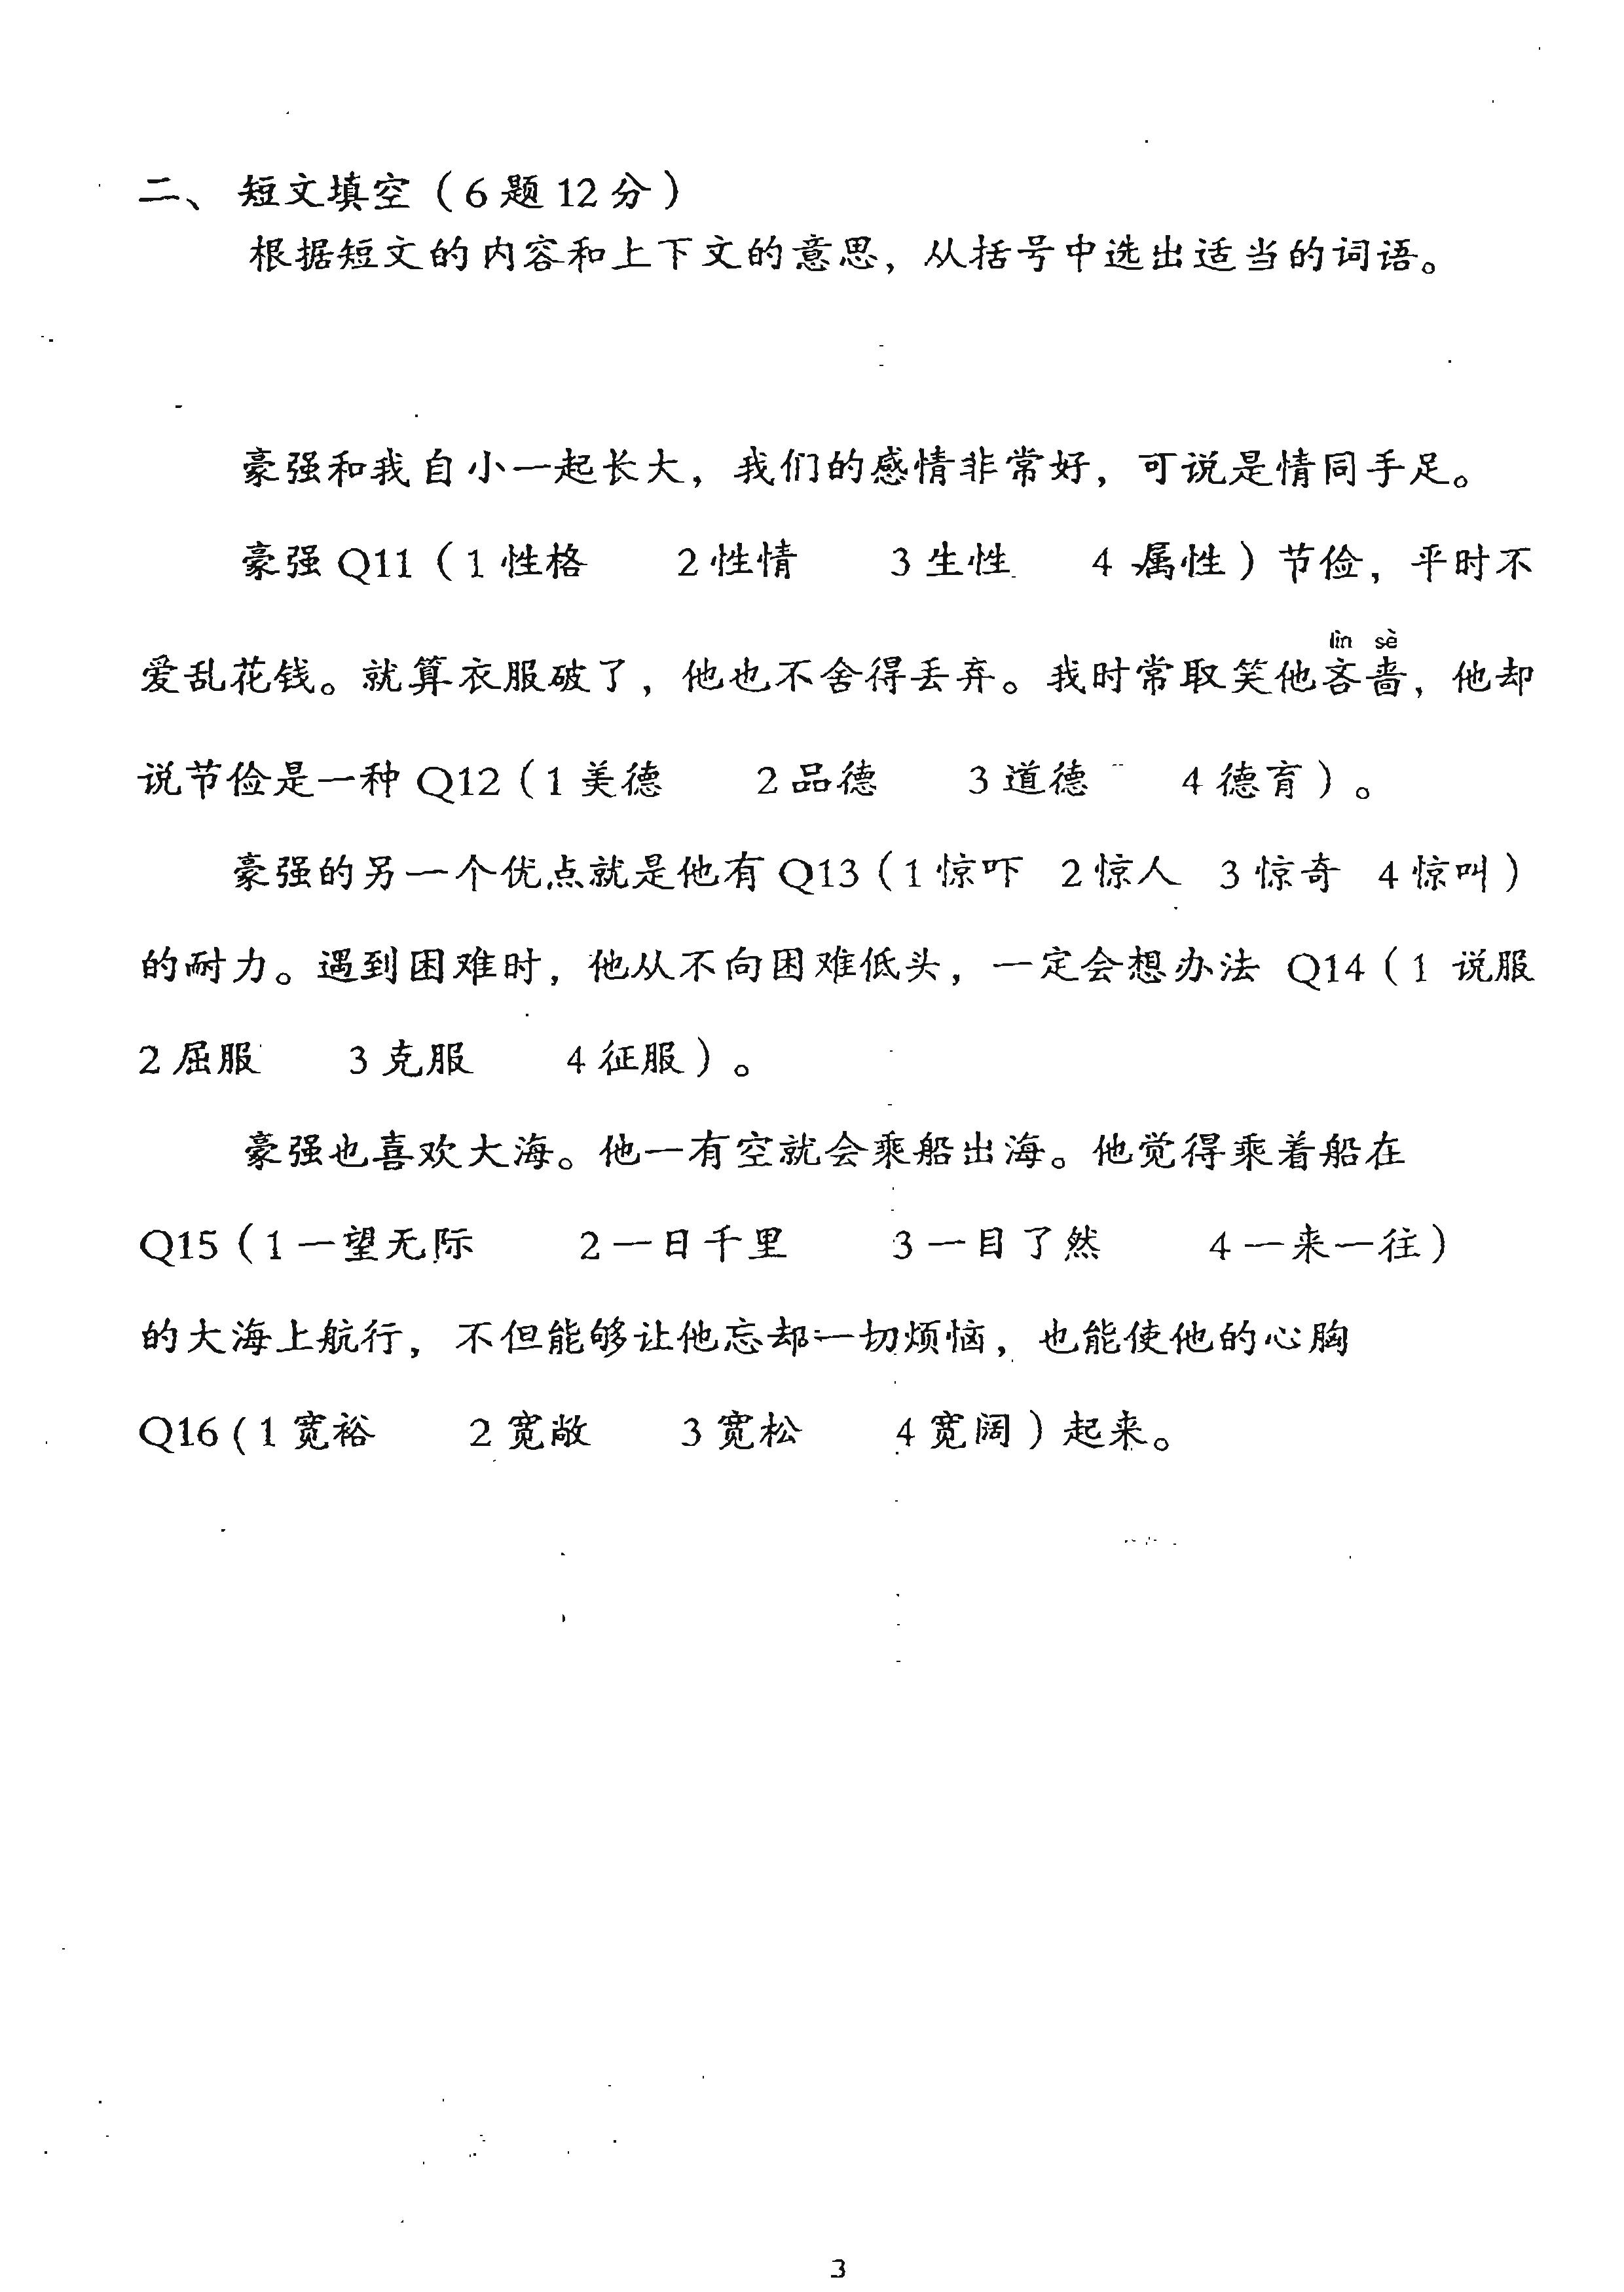 二、 短文填空（6题12分）
根据短文的内容和上下文的意思，从括号中选出适当的词语。
豪强和我自小一起长大，我们的感情非常好，可说是情同手足。
豪强Q11（1性格 2性情 3生性 4属性）节俭，平时不
lìn sè
爱乱花钱。就算衣服破了，他也不舍得丢弃。我时常取笑他吝啬，他却
说节俭是一种Q12（1美德 2品德 3道德 4德育）。
豪强的另一个优点就是他有Q13（1惊吓 2惊人 3惊奇 4惊叫）
的耐力。遇到困难时，他从不向困难低头，一定会想办法 Q14（1 说服
2屈服 3克服 4征服）。
豪强也喜欢大海。他一有空就会乘船出海。他觉得乘着船在
Q15（1一望无际 2一日千里 3一目了然 4一来一往）
的大海上航行，不但能够让他忘却一切烦恼，也能使他的心胸
Q16(1宽裕 2宽敞 3宽松 4宽阔）起来。
3